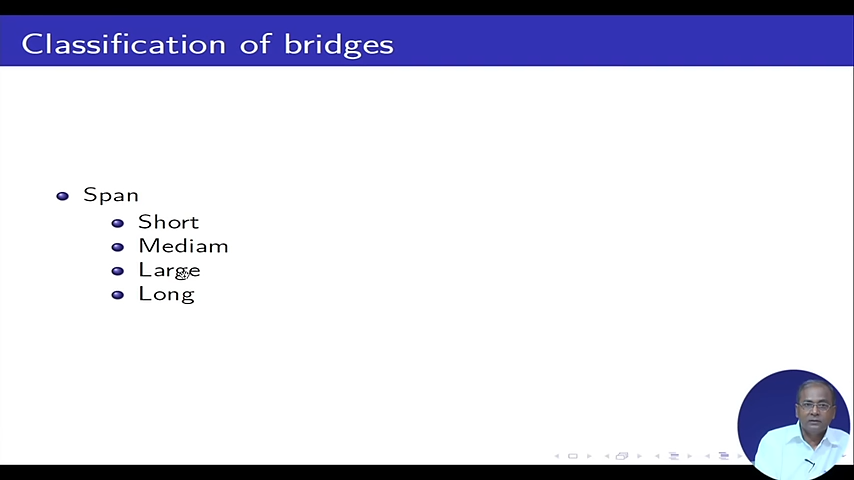 Classification of bridges
Span
Short
Mediam
Large
Long